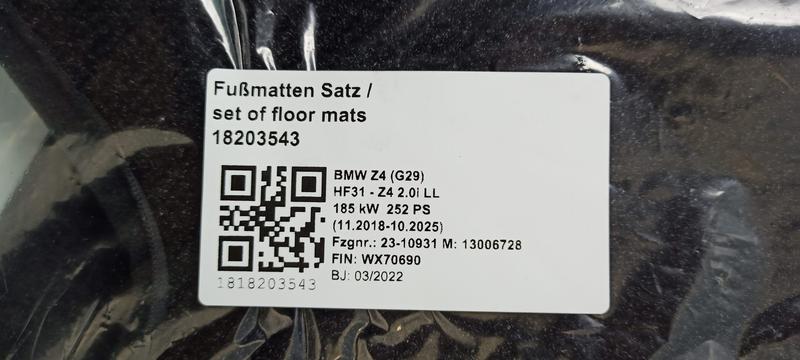 Fußmatten Satz /
set of floor mats
18203543
BMW Z4 (G29)
HF31 - Z4 2.0i LL
185 kW 252 PS
(11.2018-10.2025)
Fzgnr.: 23-10931 M: 13006728
FIN: WX70690
BJ: 03/2022
1818203543